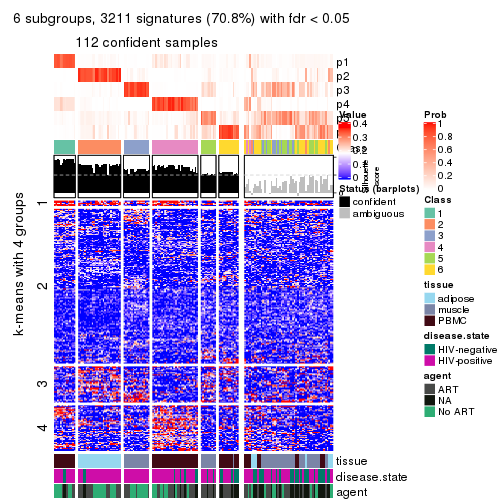 6 subgroups, 3211 signatures (70.8%) with fdr < 0.05
112 confident samples
p1
p2
p3
p4
Value
0.4
0.3
0.2
0.1
0
Silhouette
score
Status (barplots)
confident
ambiguous
Prob
1
0.8
0.6
0.4
0.2
0
Class
1
2
3
4
5
6
tissue
adipose
muscle
PBMC
disease.state
HIV-negative
HIV-positive
agent
ART
NA
No ART
k-means with 4 groups
1
2
3
4
tissue
disease.state
agent